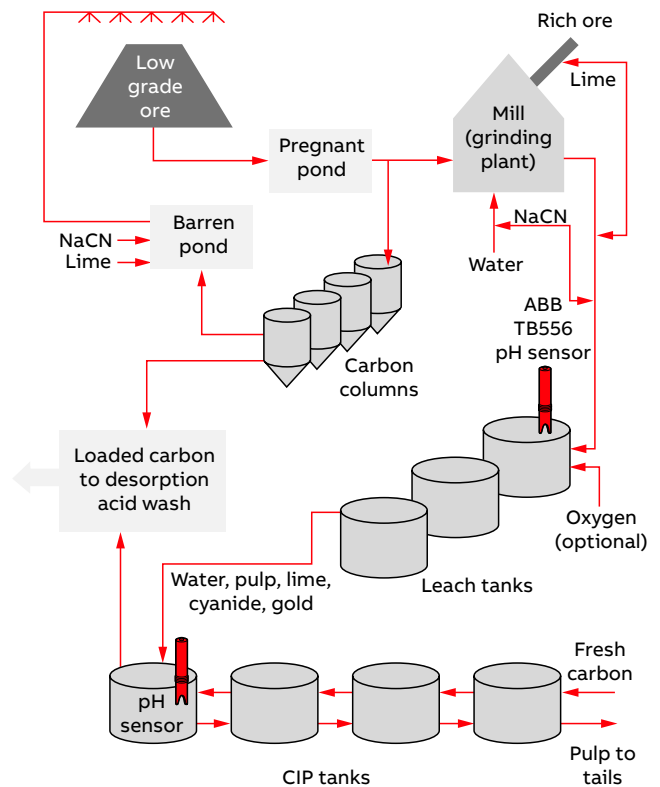 Rich ore
Low
grade
ore
Lime
Mill
(grinding
plant)
Pregnant
pond
NaCN
Barren
pond
NaCN
Lime
Water
ABB
TB556
pH sensor
Carbon
columns
Loaded carbon
to desorption
acid wash
Oxygen
(optional)
Leach tanks
Water, pulp, lime,
cyanide, gold
Fresh
carbon
pH
sensor
Pulp to
tails
CIP tanks